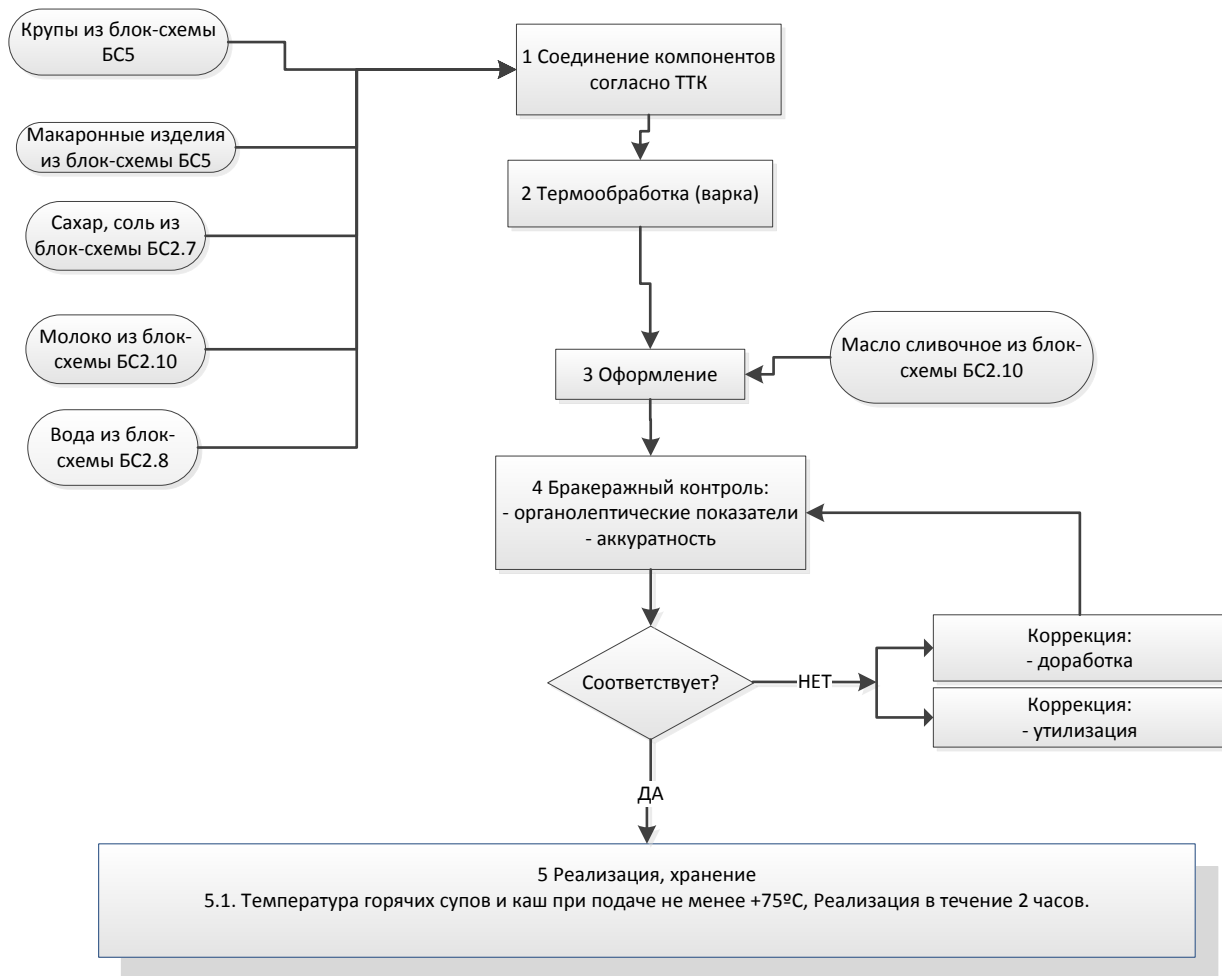 Крупы из блок-схемы
БС5
1 Соединение компонентов
согласно ТТК
Макаронные изделия
из блок-схемы БС5
2 Термообработка (варка)
Сахар, соль из
блок-схемы БС2.7
Молоко из блок-
схемы БС2.10
Масло сливочное из блок-
схемы БС2.10
3 Оформление
Вода из блок-
схемы БС2.8
4 Бракеражный контроль:
- органолептические показатели
- аккуратность
Соответствует?
НЕТ
Коррекция:
- доработка
Коррекция:
- утилизация
ДА
5 Реализация, хранение
5.1. Температура горячих супов и каш при подаче не менее +75ºС, Реализация в течение 2 часов.